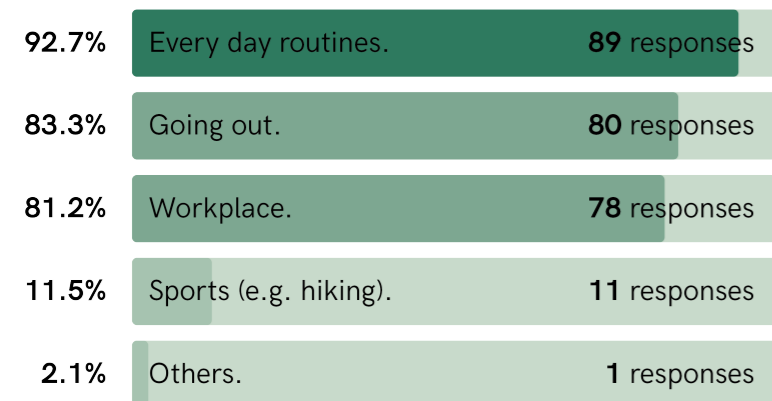 92.7% Every day routines. 89 responses
83.3% Going out. 80 responses
81.2% Workplace. 78 responses
11.5% Sports (e.g. hiking). 11 responses
2.1% Others. 1 responses